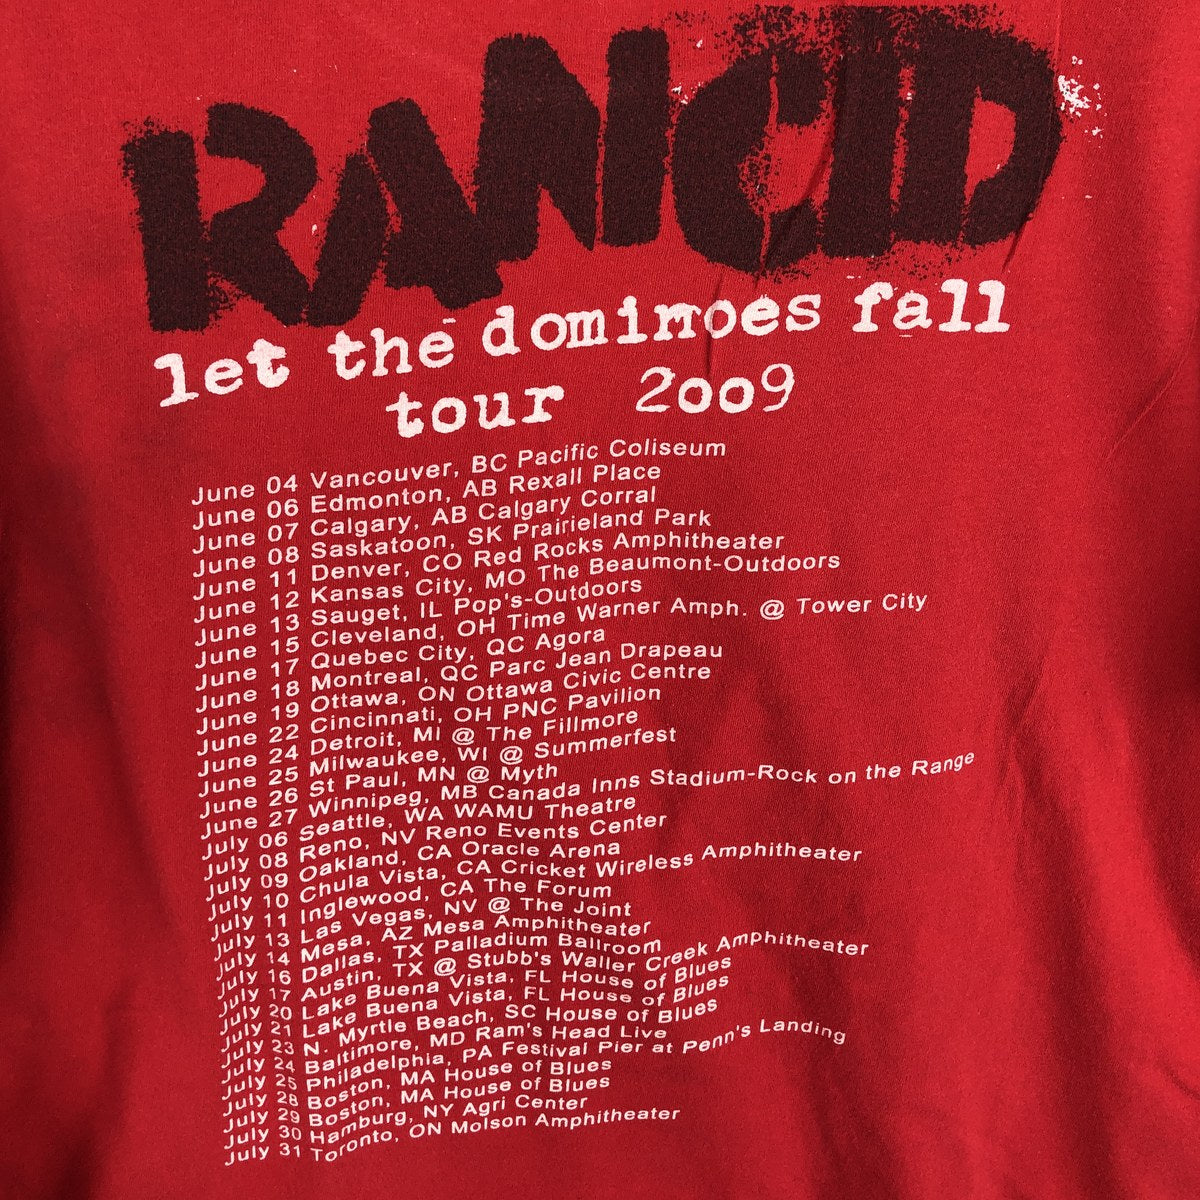 RANCID
let the dominoes fall
tour 2009
June 04 Vancouver, BC Pacific Coliseum
June 06 Edmonton, AB Rexall Place
June 07 Calgary, AB Calgary Corral
June 08 Saskatoon, SK Prairieland Park
June 11 Denver, CO Red Rocks Amphitheater
June 12 Kansas City, MO The Beaumont-Outdoors
June 13 Sauget, IL Pop's-Outdoors
June 15 Cleveland, OH Time Warner Amph. @ Tower City
June 17 Quebec City, QC Agora
June 18 Montreal, QC Parc Jean Drapeau
June 19 Ottawa, ON Ottawa Civic Centre
June 22 Cincinnati, OH PNC Pavilion
June 24 Detroit, MI @ The Fillmore
June 25 Milwaukee, WI @ Summerfest
June 26 St Paul, MN @ Myth
June 27 Winnipeg, MB Canada Inns Stadium-Rock on the Range
July 06 Seattle, WA WAMU Theatre
July 08 Reno, NV Reno Events Center
July 09 Oakland, CA Oracle Arena
July 10 Chula Vista, CA Cricket Wireless Amphitheater
July 11 Inglewood, CA The Forum
July 13 Las Vegas, NV @ The Joint
July 14 Mesa, AZ Mesa Amphitheater
July 16 Dallas, TX Palladium Ballroom
July 17 Austin, TX @ Stubb's Waller Creek Amphitheater
July 20 Lake Buena Vista, FL House of Blues
July 21 Lake Buena Vista, FL House of Blues
July 23 N. Myrtle Beach, SC House of Blues
July 24 Baltimore, MD Ram's Head Live
July 25 Philadelphia, PA Festival Pier at Penn's Landing
July 28 Boston, MA House of Blues
July 29 Boston, MA House of Blues
July 30 Hamburg, NY Agri Center
July 31 Toronto, ON Molson Amphitheater